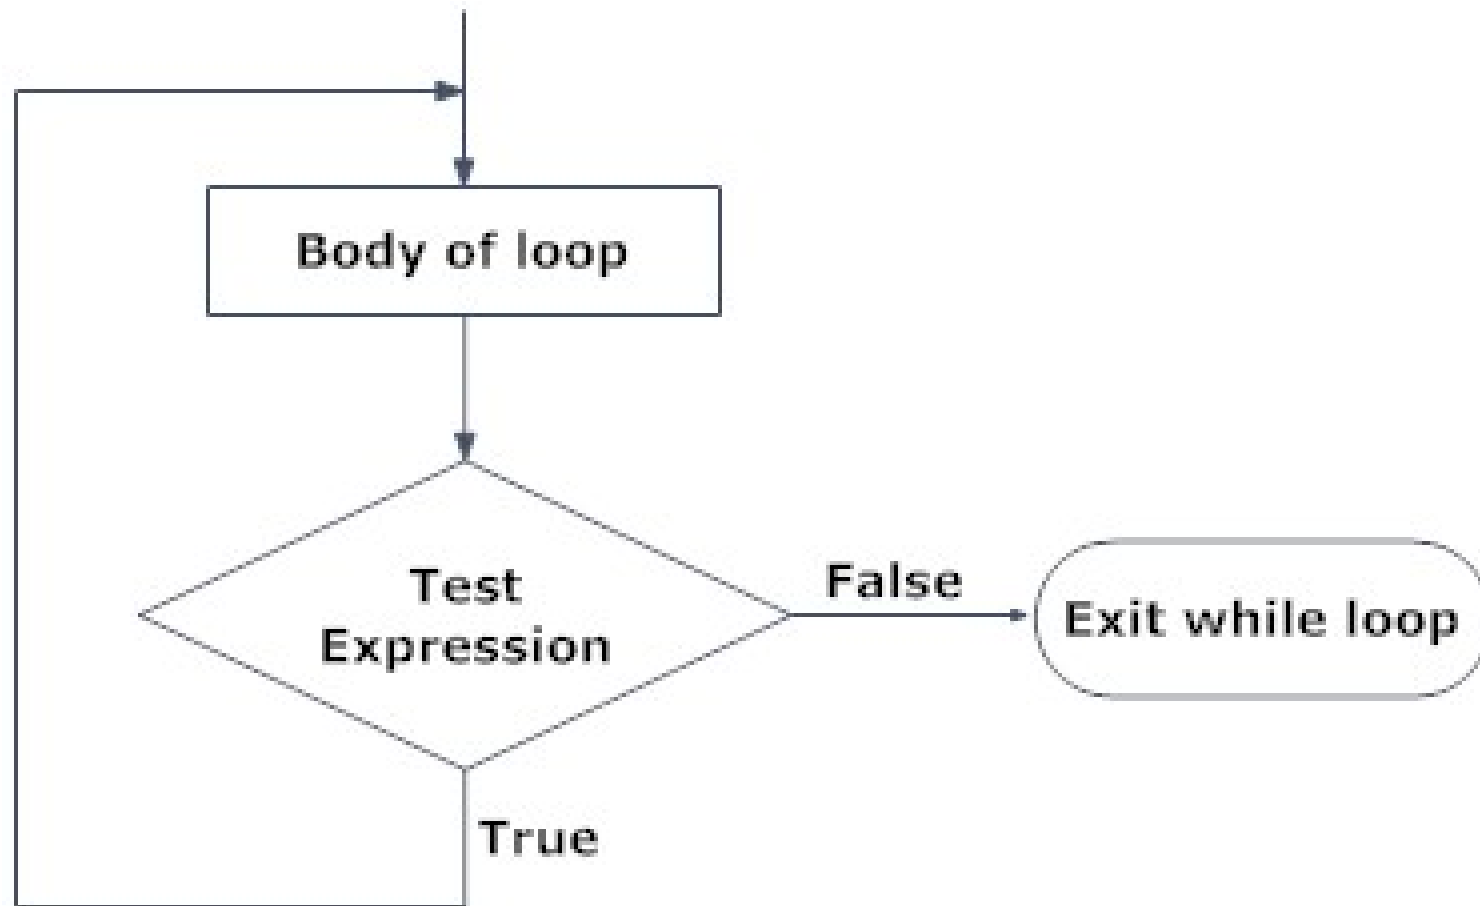 Body of loop
Test
Expression
False
Exit while loop
True